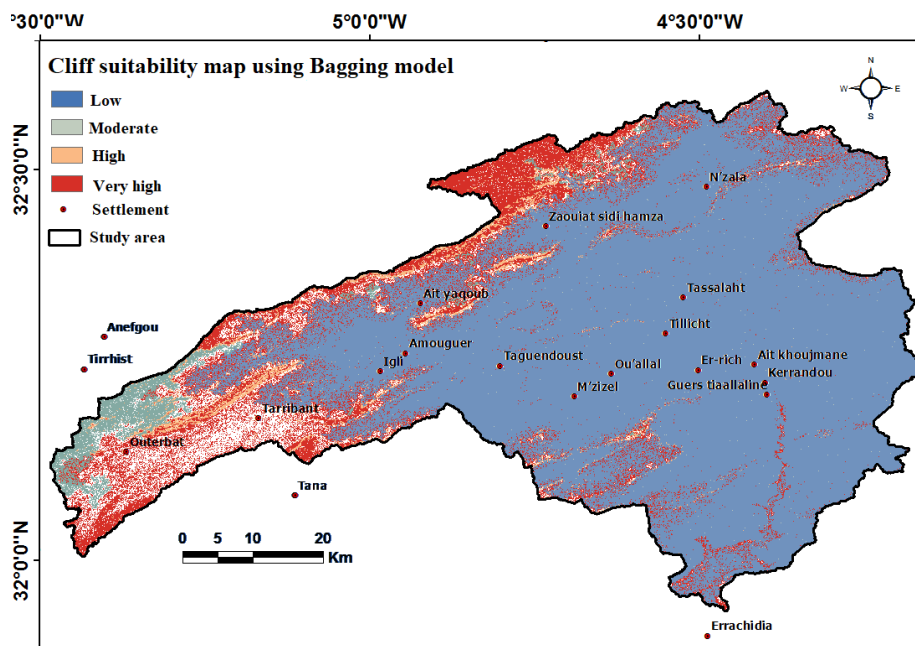 °30'0"W
5°0'0"W
4°30'0"W
Cliff suitability map using Bagging model
Low
Moderate
High
Very high
Settlement
Study area
N
W E
S
32°30'0"N
32°0'0"N
N'zala
Zaouiat sidi hamza
Tassalaht
Ait yaqoub
Tillicht
Anefgou
Amouguer
Tirrhist
Igli
Taguendoust
Ou'allal
Er-rich
Ait khoujmane
Kerrandou
M'zizel
Guers tiaallaline
Tarribant
Outerbat
Tana
0 5 10 20
Km
Errachidia